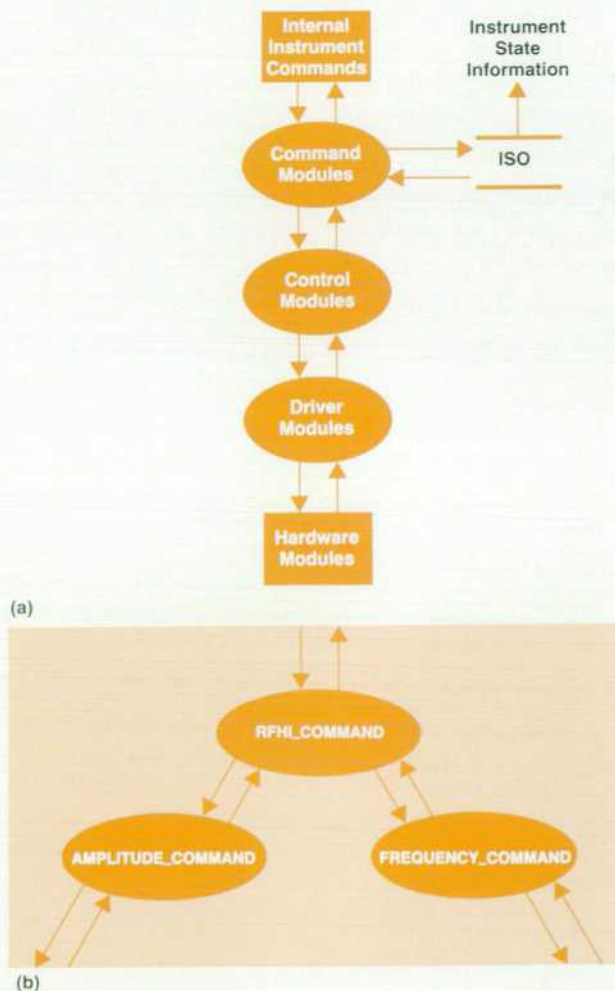 Internal
Instrument
Commands
Instrument
State
Information
Command
Modules
ISO
Control
Modules
Driver
Modules
Hardware
Modules
(a)
RFHI_COMMAND
AMPLITUDE_COMMAND
FREQUENCY_COMMAND
(b)